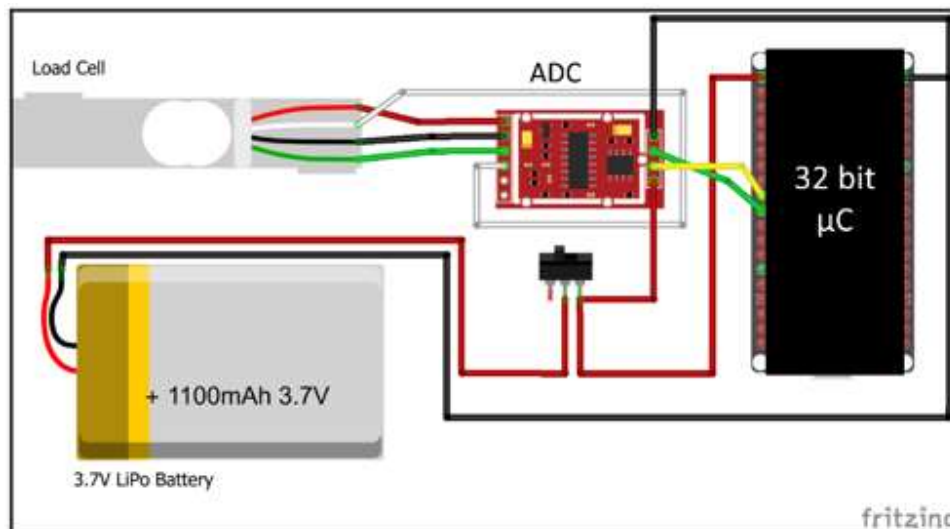 Load Cell
ADC
32 bit
µC
+ 1100mAh 3.7V
3.7V LiPo Battery
fritzing